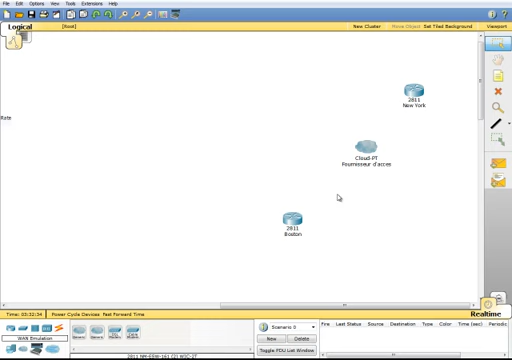 File Edit Options View Tools Extensions Help
Logical [Root] New Cluster Move Object Set Tiled Background Viewport
2811
New York
Rate
Cloud-PT
Fournisseur d'acces
2811
Boston
Time: 03:32:34 Power Cycle Devices Fast Forward Time Realtime
Scenario 0
Fire Last Status Source Destination Type Color Time (sec) Periodic
New Delete
WAN Emulation
Toggle PDU List Window